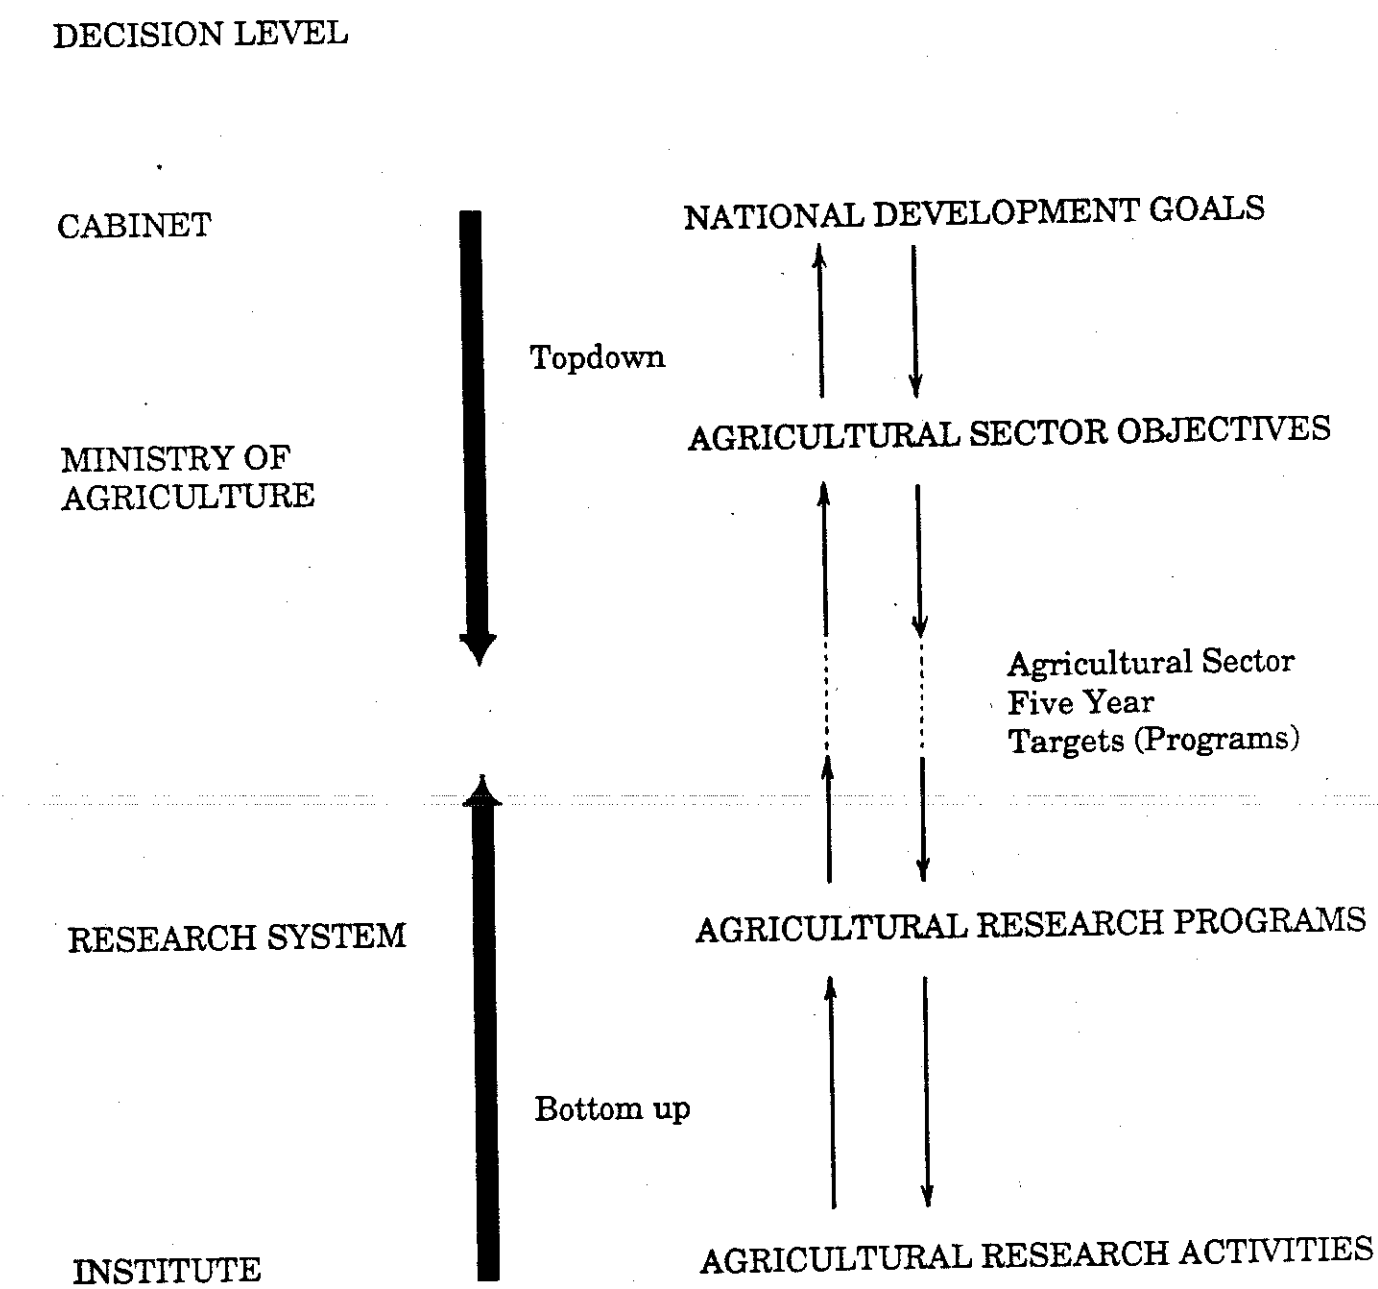 DECISION LEVEL
CABINET
NATIONAL DEVELOPMENT GOALS
Topdown
AGRICULTURAL SECTOR OBJECTIVES
MINISTRY OF
AGRICULTURE
Agricultural Sector
Five Year
Targets (Programs)
RESEARCH SYSTEM
AGRICULTURAL RESEARCH PROGRAMS
Bottom up
INSTITUTE
AGRICULTURAL RESEARCH ACTIVITIES